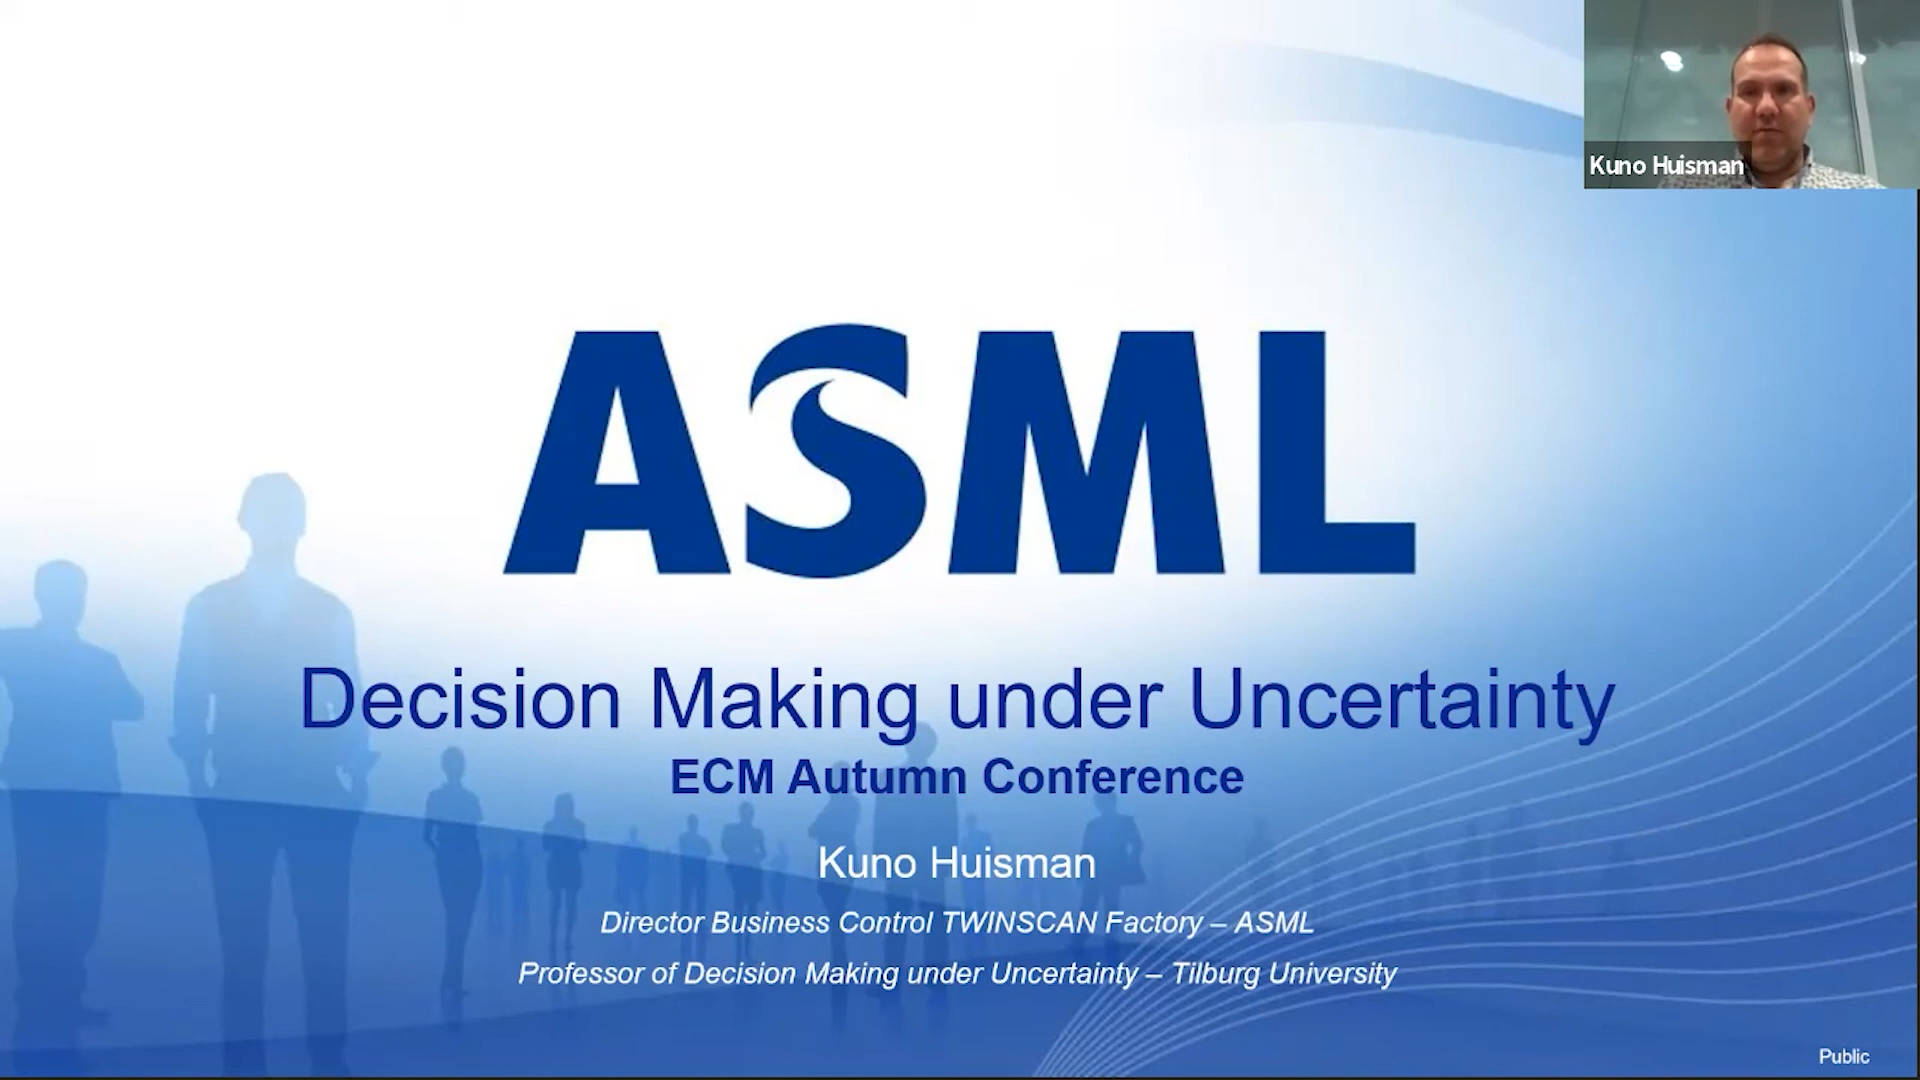 Kuno Huisman
ASML
Decision Making under Uncertainty
ECM Autumn Conference
Kuno Huisman
Director Business Control TWINSCAN Factory – ASML
Professor of Decision Making under Uncertainty – Tilburg University
Public